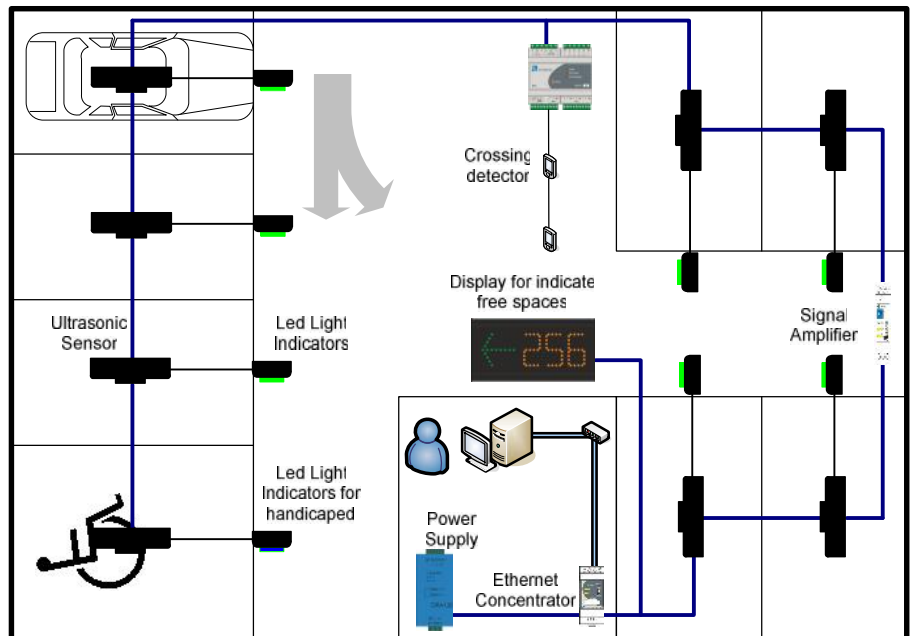 Crossing
detector
Display for indicate
free spaces
256
Ultrasonic
Sensor
Led Light
Indicators
Signal
Amplifier
Led Light
Indicators for
handicaped
Power
Supply
Ethernet
Concentrator